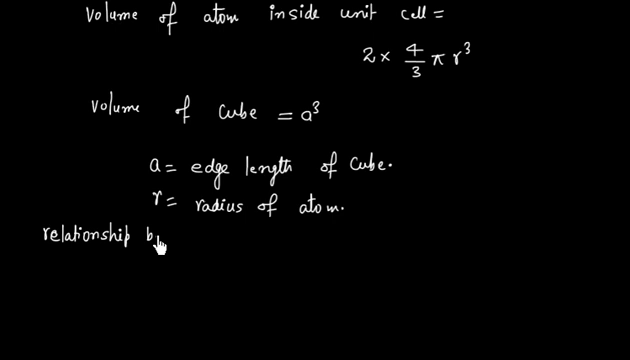 Volume of atom inside unit cell =
2 × 4/3 π r³
Volume of cube = a³
a = edge length of cube.
r = radius of atom.
relationship b